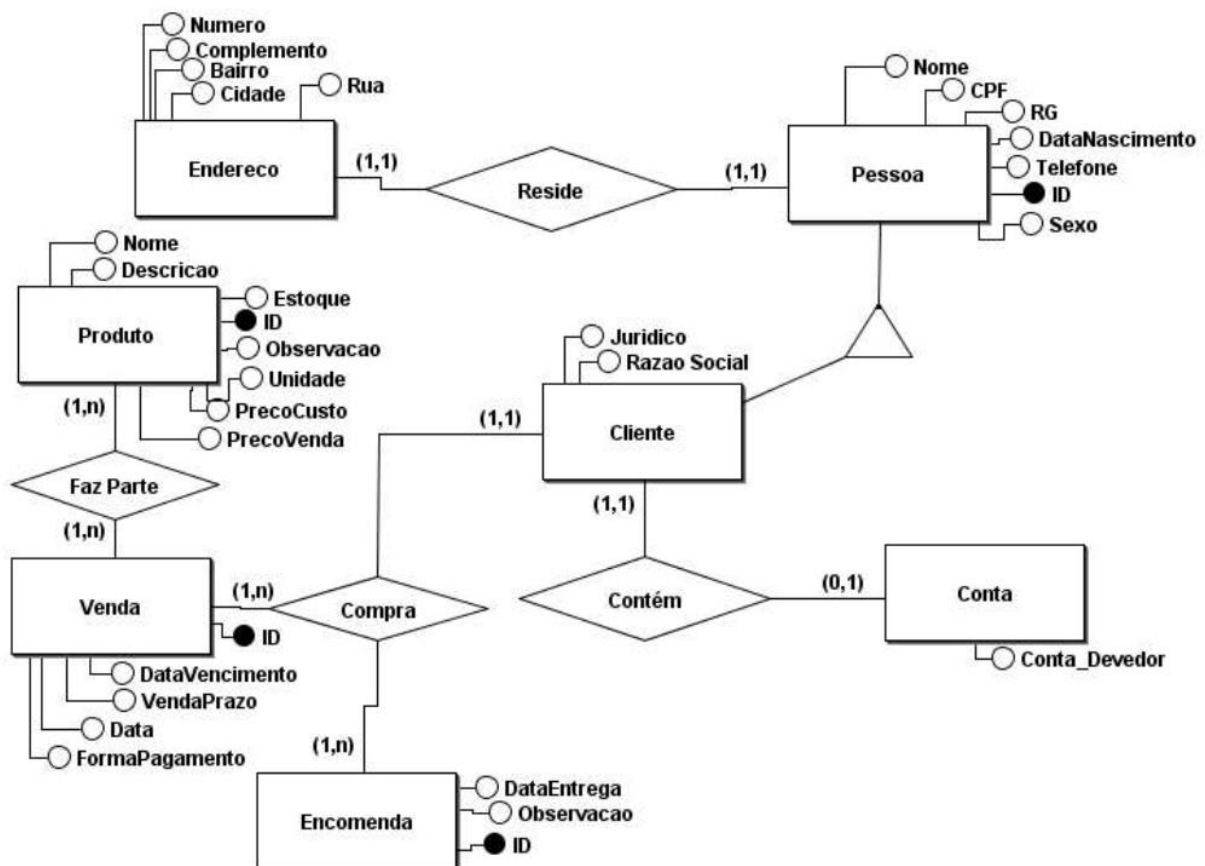 Numero
Complemento
Bairro
Cidade
Rua
Endereco
(1,1)
Reside
(1,1)
Nome
CPF
RG
DataNascimento
Telefone
ID
Sexo
Pessoa
Nome
Descricao
Estoque
ID
Observacao
Unidade
PrecoCusto
PrecoVenda
Produto
(1,n)
Faz Parte
(1,n)
Juridico
Razao Social
Cliente
(1,1)
(1,1)
Venda
(1,n)
ID
Compra
Contém
(0,1)
Conta
Conta_Devedor
DataVencimento
VendaPrazo
Data
FormaPagamento
(1,n)
Encomenda
DataEntrega
Observacao
ID